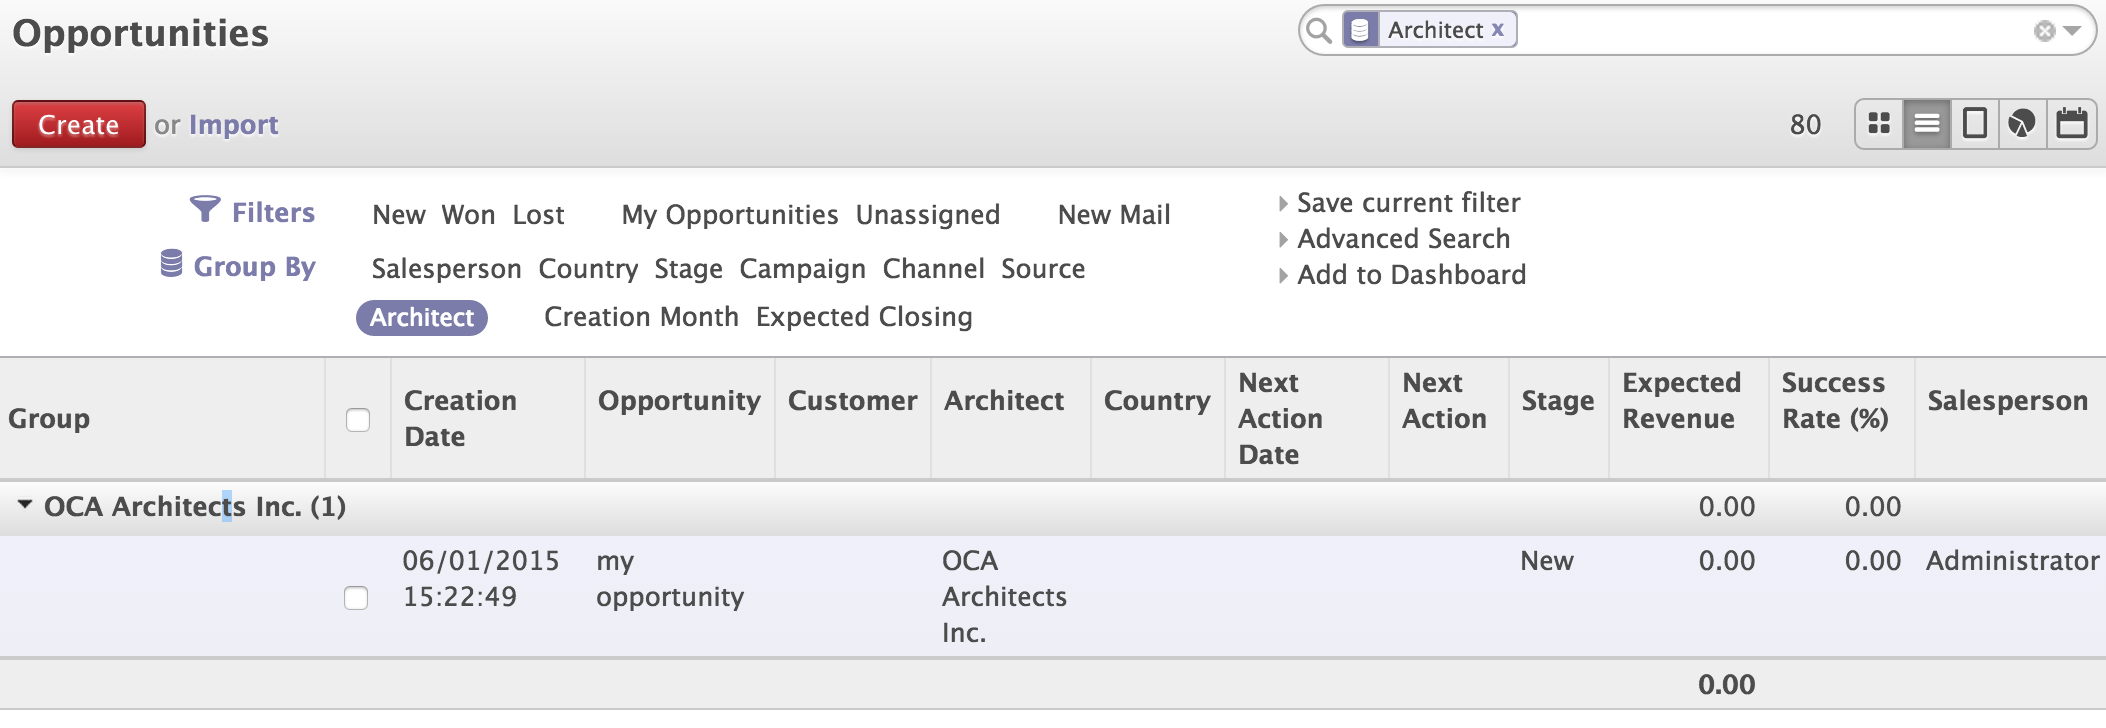 Opportunities
Architect x
Create or Import
80
Filters New Won Lost My Opportunities Unassigned New Mail
Group By Salesperson Country Stage Campaign Channel Source
Architect Creation Month Expected Closing
Save current filter
Advanced Search
Add to Dashboard
Group Creation Date Opportunity Customer Architect Country Next Action Date Next Action Stage Expected Revenue Success Rate (%) Salesperson
OCA Architects Inc. (1) 0.00 0.00
06/01/2015 15:22:49 my opportunity OCA Architects Inc. New 0.00 0.00 Administrator
0.00